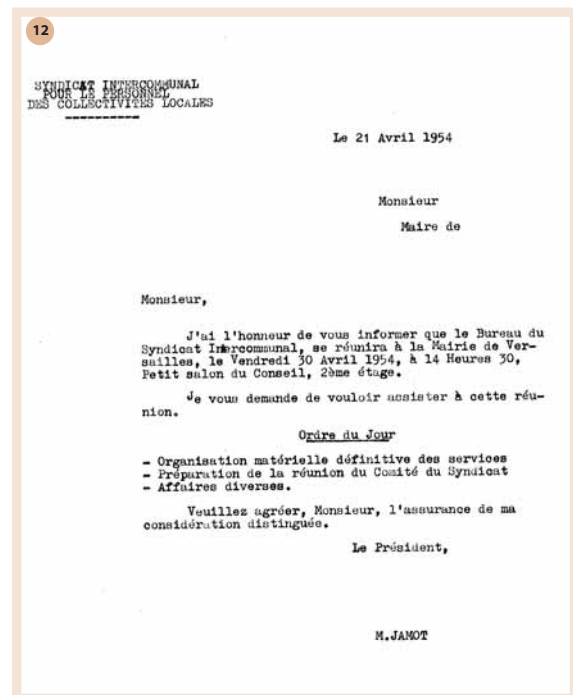 12
SYNDICAT INTERCOMMUNAL
POUR LE PERSONNEL
DES COLLECTIVITES LOCALES
----------
Le 21 Avril 1954
Monsieur
Maire de
Monsieur,
J'ai l'honneur de vous informer que le Bureau du
Syndicat Intercommunal, se réunira à la Mairie de Ver-
sailles, le Vendredi 30 Avril 1954, à 14 Heures 30,
Petit salon du Conseil, 2ème étage.
Je vous demande de vouloir assister à cette réu-
nion.
Ordre du Jour
- Organisation matérielle définitive des services
- Préparation de la réunion du Comité du Syndicat
- Affaires diverses.
Veuillez agréer, Monsieur, l'assurance de ma
considération distinguée.
Le Président,
M.JAMOT